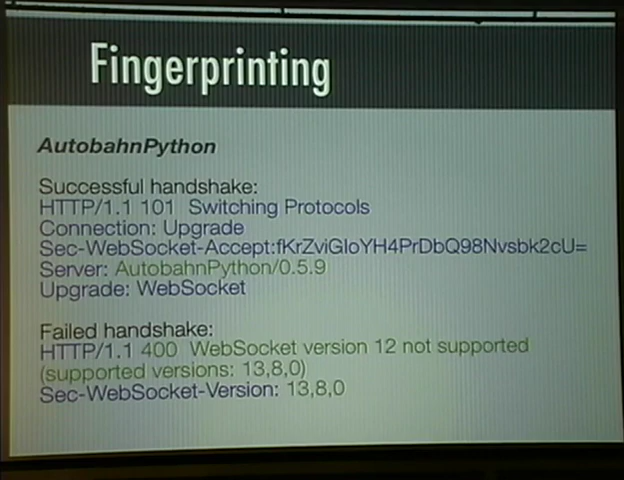 Fingerprinting
AutobahnPython
Successful handshake:
HTTP/1.1 101 Switching Protocols
Connection: Upgrade
Sec-WebSocket-Accept:fKrZviGIoYH4PrDbQ98Nvsbk2cU=
Server: AutobahnPython/0.5.9
Upgrade: WebSocket
Failed handshake:
HTTP/1.1 400 WebSocket version 12 not supported
(supported versions: 13,8,0)
Sec-WebSocket-Version: 13,8,0